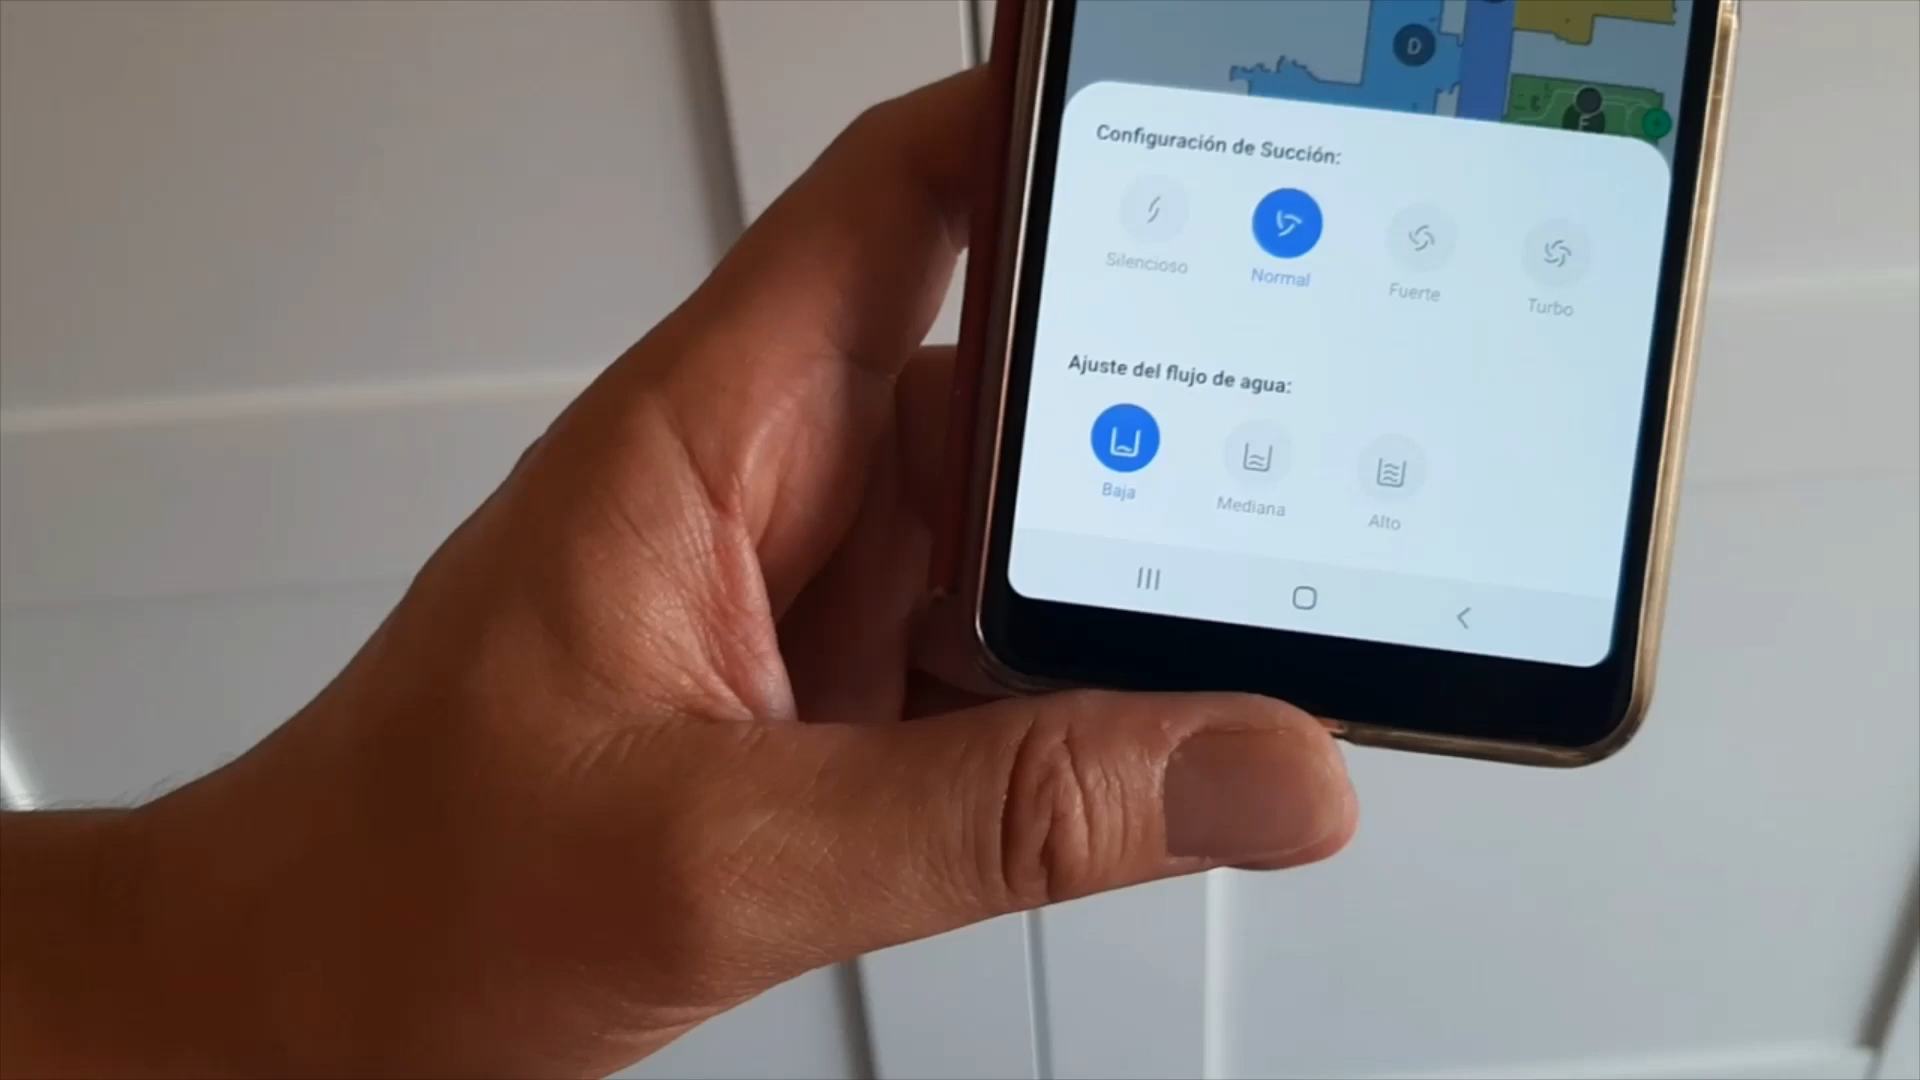 D
F
Configuración de Succión:
Silencioso
Normal
Fuerte
Turbo
Ajuste del flujo de agua:
Baja
Mediana
Alto